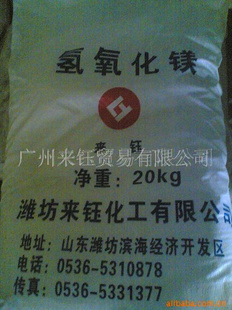 氢氧化镁
来 钰
广州来钰贸易有限公司
净重：20kg
潍坊来钰化工有限公司
地址：山东潍坊滨海经济开发区
电话：0536-5310878
传真：0536-5331377